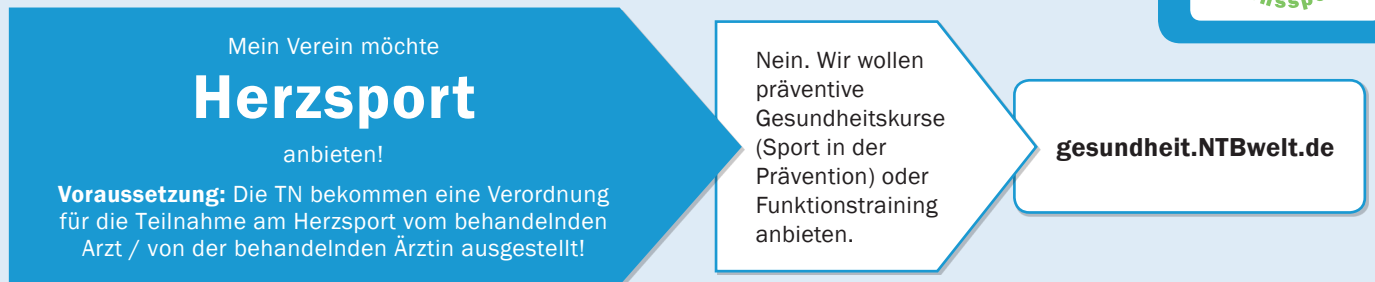 Mein Verein möchte
Herzsport
anbieten!
Voraussetzung: Die TN bekommen eine Verordnung
für die Teilnahme am Herzsport vom behandelnden
Arzt / von der behandelnden Ärztin ausgestellt!
Nein. Wir wollen
präventive
Gesundheitskurse
(Sport in der
Prävention) oder
Funktionstraining
anbieten.
gesundheit.NTBwelt.de